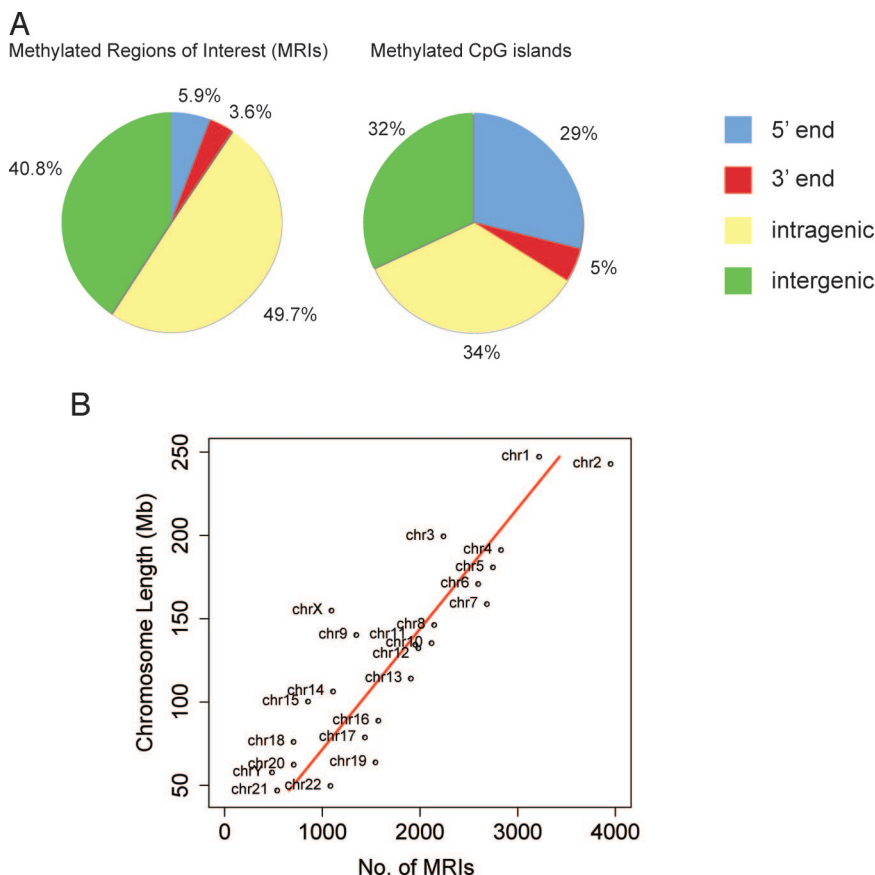 A
Methylated Regions of Interest (MRIs)
Methylated CpG islands
5.9%
3.6%
40.8%
49.7%
32%
29%
5%
34%
5’ end
3’ end
intragenic
intergenic
B
Chromosome Length (Mb)
250
200
150
100
50
chr1
chr2
chr3
chr4
chr5
chr6
chr7
chrX
chr8
chr9
chr11
chr10
chr12
chr13
chr14
chr15
chr16
chr17
chr18
chr19
chr20
chrY
chr22
chr21
0
1000
2000
3000
4000
No. of MRIs